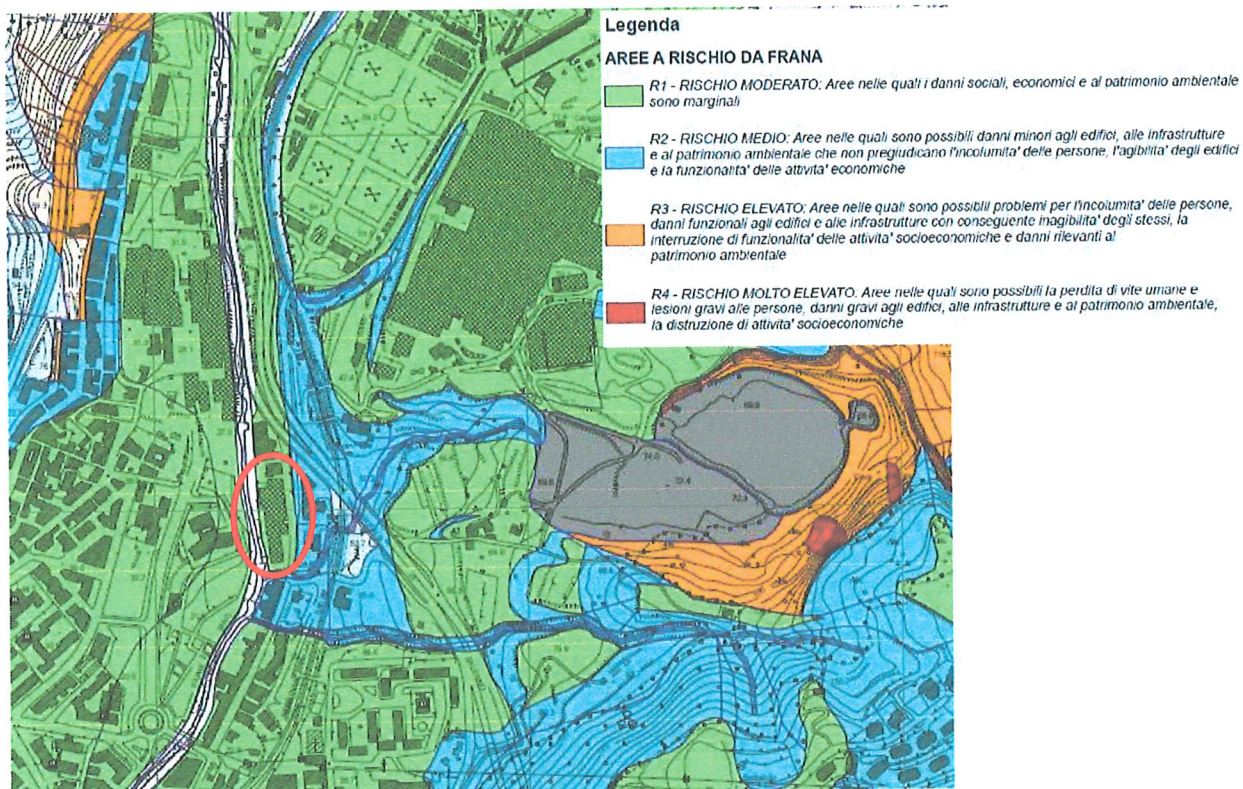 Legenda
AREE A RISCHIO DA FRANA
R1 - RISCHIO MODERATO: Aree nelle quali i danni sociali, economici e al patrimonio ambientale
sono marginali
R2 - RISCHIO MEDIO: Aree nelle quali sono possibili danni minori agli edifici, alle infrastrutture
e al patrimonio ambientale che non pregiudicano l'incolumita' delle persone, l'agibilita' degli edifici
e la funzionalita' delle attivita' economiche
R3 - RISCHIO ELEVATO: Aree nelle quali sono possibili problemi per l'incolumita' delle persone,
danni funzionali agli edifici e alle infrastrutture con conseguente inagibilita' degli stessi, la
interruzione di funzionalita' delle attivita' socioeconomiche e danni rilevanti al
patrimonio ambientale
R4 - RISCHIO MOLTO ELEVATO: Aree nelle quali sono possibili la perdita di vite umane e
lesioni gravi alle persone, danni gravi agli edifici, alle infrastrutture e al patrimonio ambientale,
la distruzione di attivita' socioeconomiche